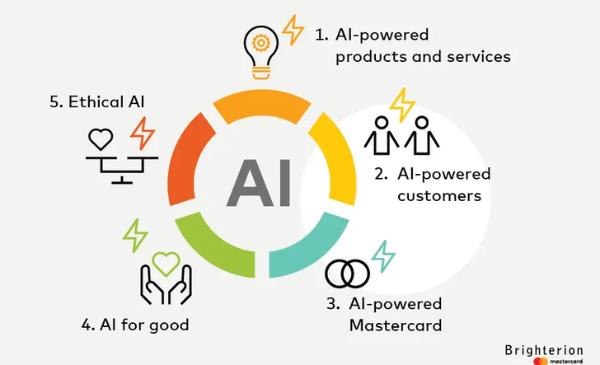 1. AI-powered
products and services
5. Ethical AI
AI
2. AI-powered
customers
3. AI-powered
Mastercard
4. AI for good
Brighterion
mastercard